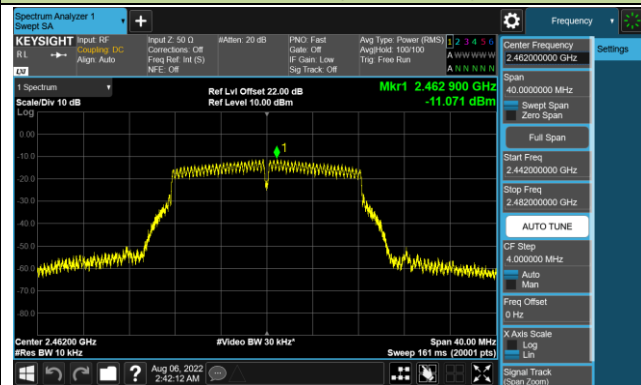 Spectrum Analyzer 1
Swept SA
Frequency
KEYSIGHT
Input: RF
Input Z: 50 Ω
#Atten: 20 dB
PNO: Fast
Avg Type: Power (RMS)
1 2 3 4 5 6
RL
Coupling: DC
Corrections: Off
Gate: Off
Avg|Hold: 100/100
A W W W W W
Align: Auto
Freq Ref: Int (S)
IF Gain: Low
Trig: Free Run
LXI
NFE: Off
Sig Track: Off
A N N N N N
1 Spectrum
Ref Lvl Offset 22.00 dB
Mkr1 2.462 900 GHz
Scale/Div 10 dB
Ref Level 10.00 dBm
-11.071 dBm
Log
1
0.00
-10.0
-20.0
-30.0
-40.0
-50.0
-60.0
-70.0
-80.0
Center 2.46200 GHz
#Video BW 30 kHz*
Span 40.00 MHz
#Res BW 10 kHz
Sweep 161 ms (20001 pts)
Aug 06, 2022
2:42:12 AM
Center Frequency
2.462000000 GHz
Settings
Span
40.0000000 MHz
Swept Span
Zero Span
Full Span
Start Freq
2.442000000 GHz
Stop Freq
2.482000000 GHz
AUTO TUNE
CF Step
4.000000 MHz
Auto
Man
Freq Offset
0 Hz
X Axis Scale
Log
Lin
Signal Track
(Span Zoom)